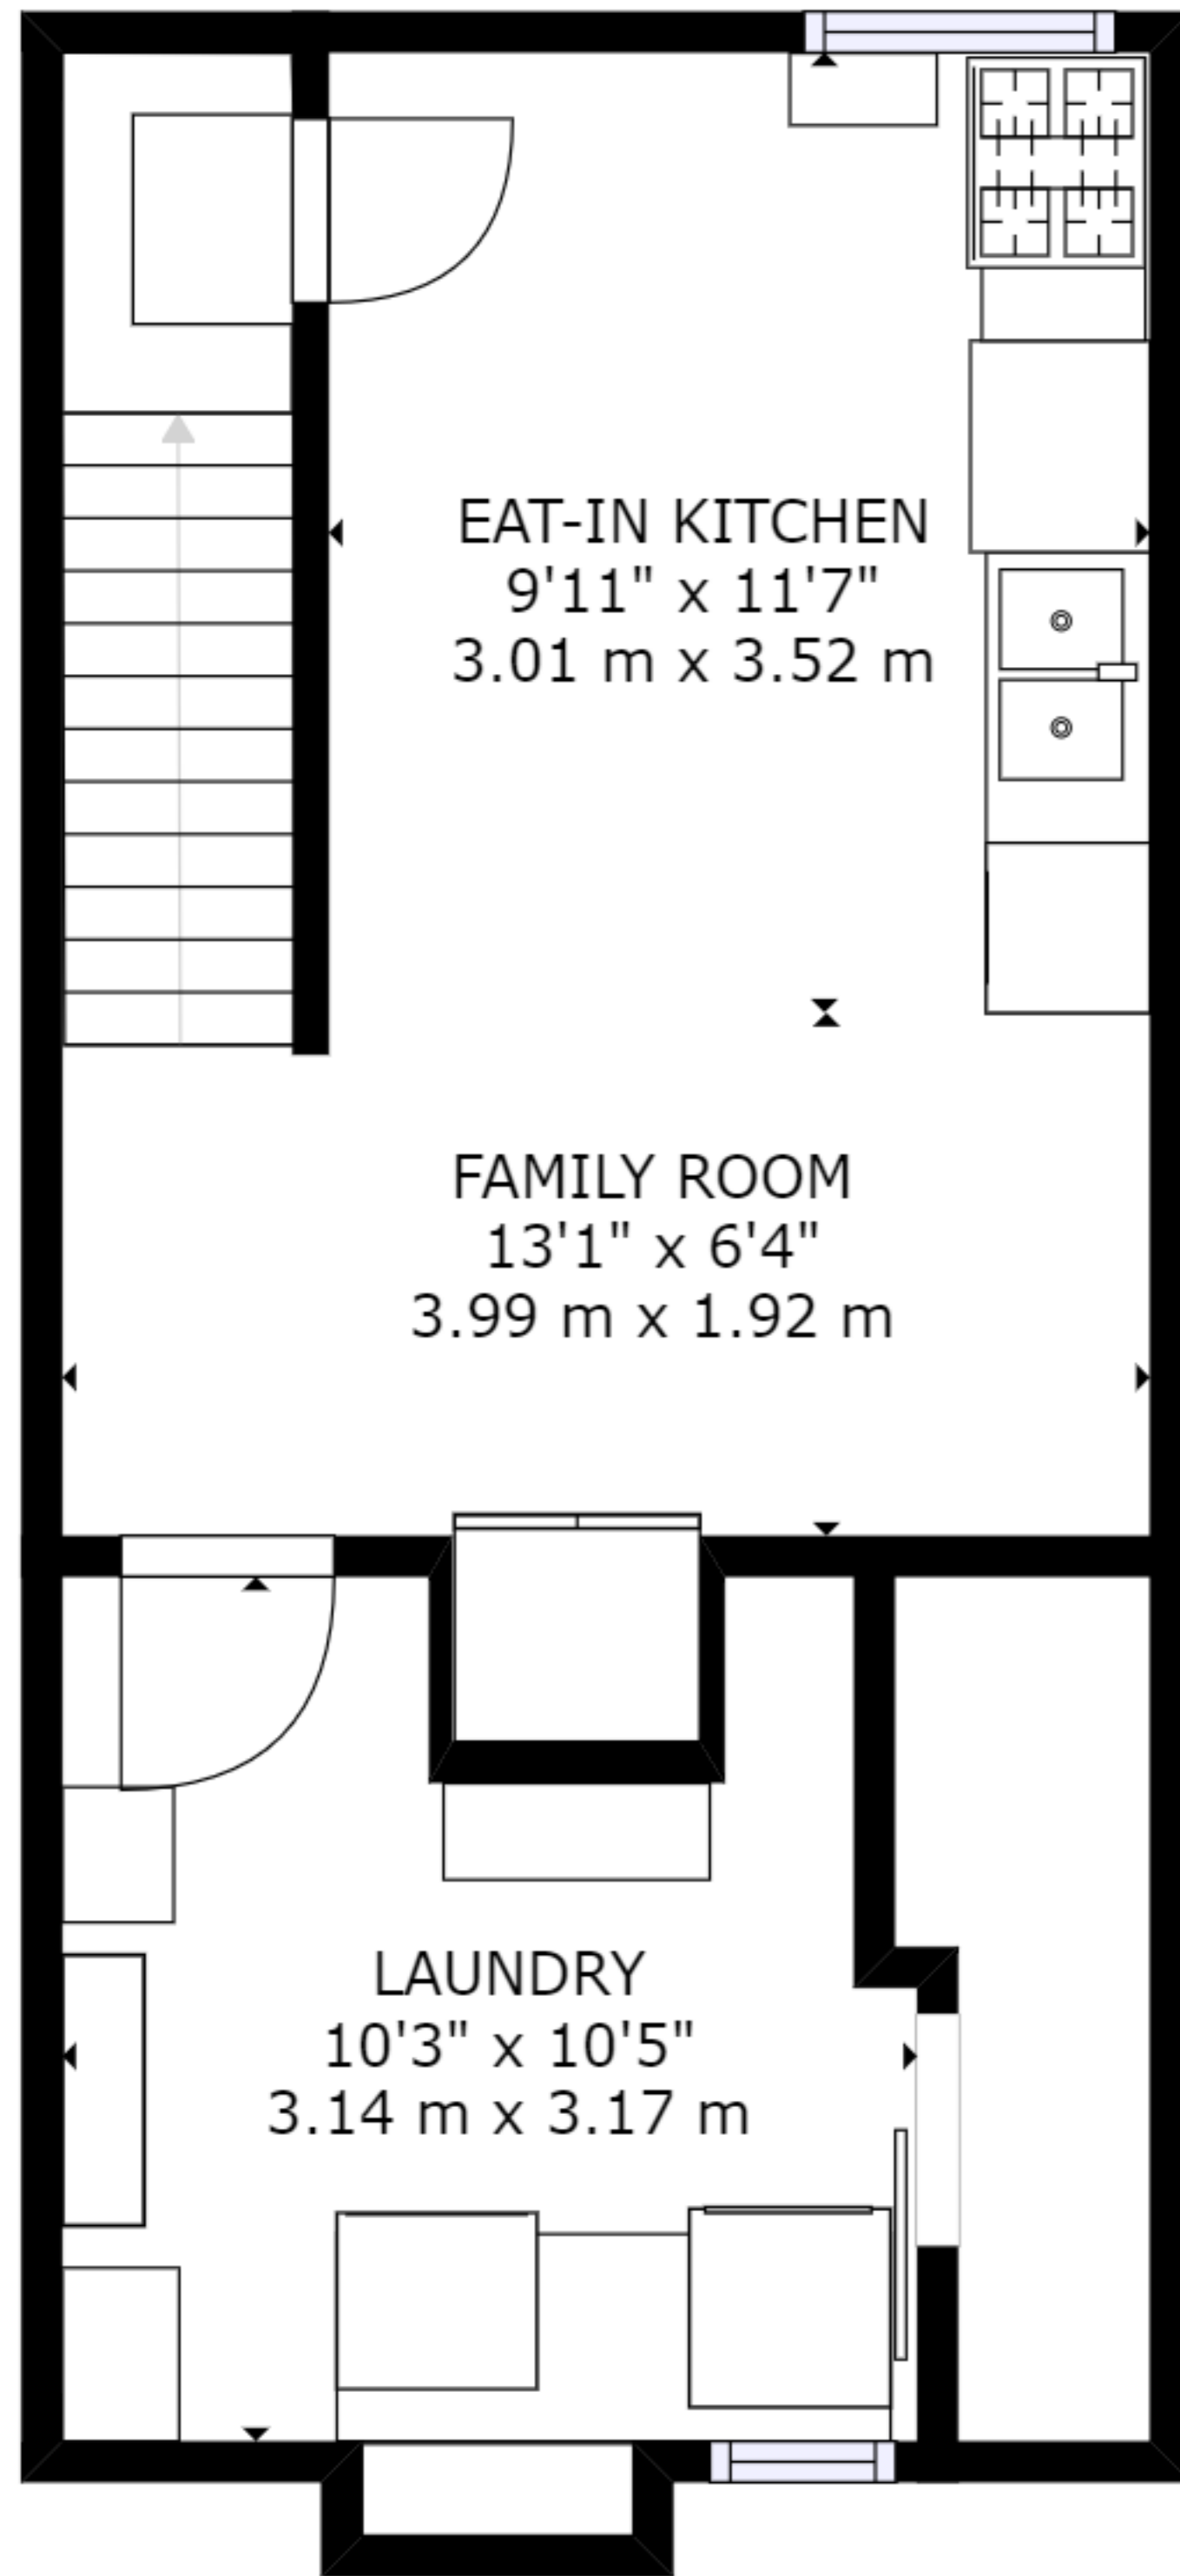 EAT-IN KITCHEN
9'11" x 11'7"
3.01 m x 3.52 m
FAMILY ROOM
13'1" x 6'4"
3.99 m x 1.92 m
LAUNDRY
10'3" x 10'5"
3.14 m x 3.17 m